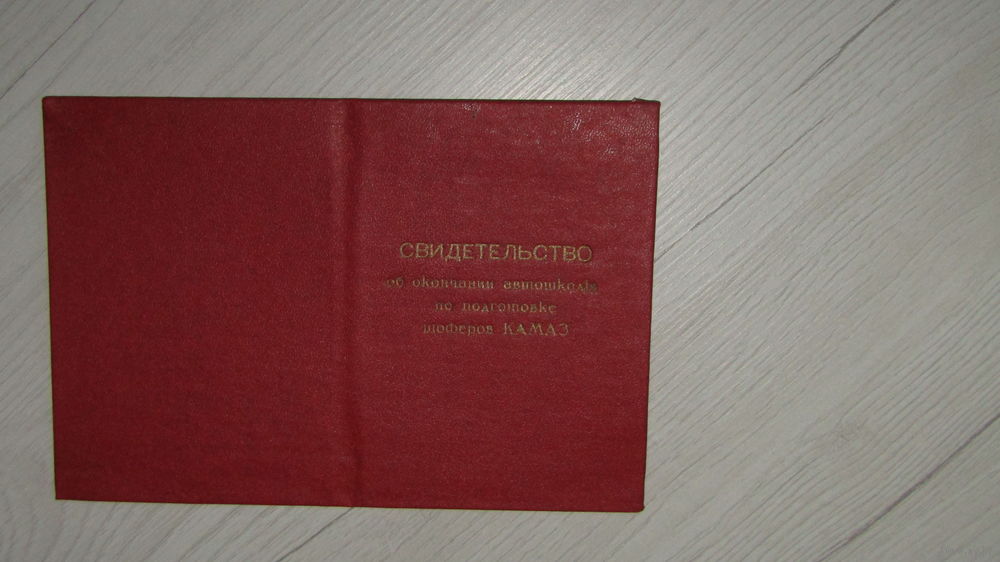 СВИДЕТЕЛЬСТВО
об окончании автошколы
по подготовке
шоферов КАМАЗ